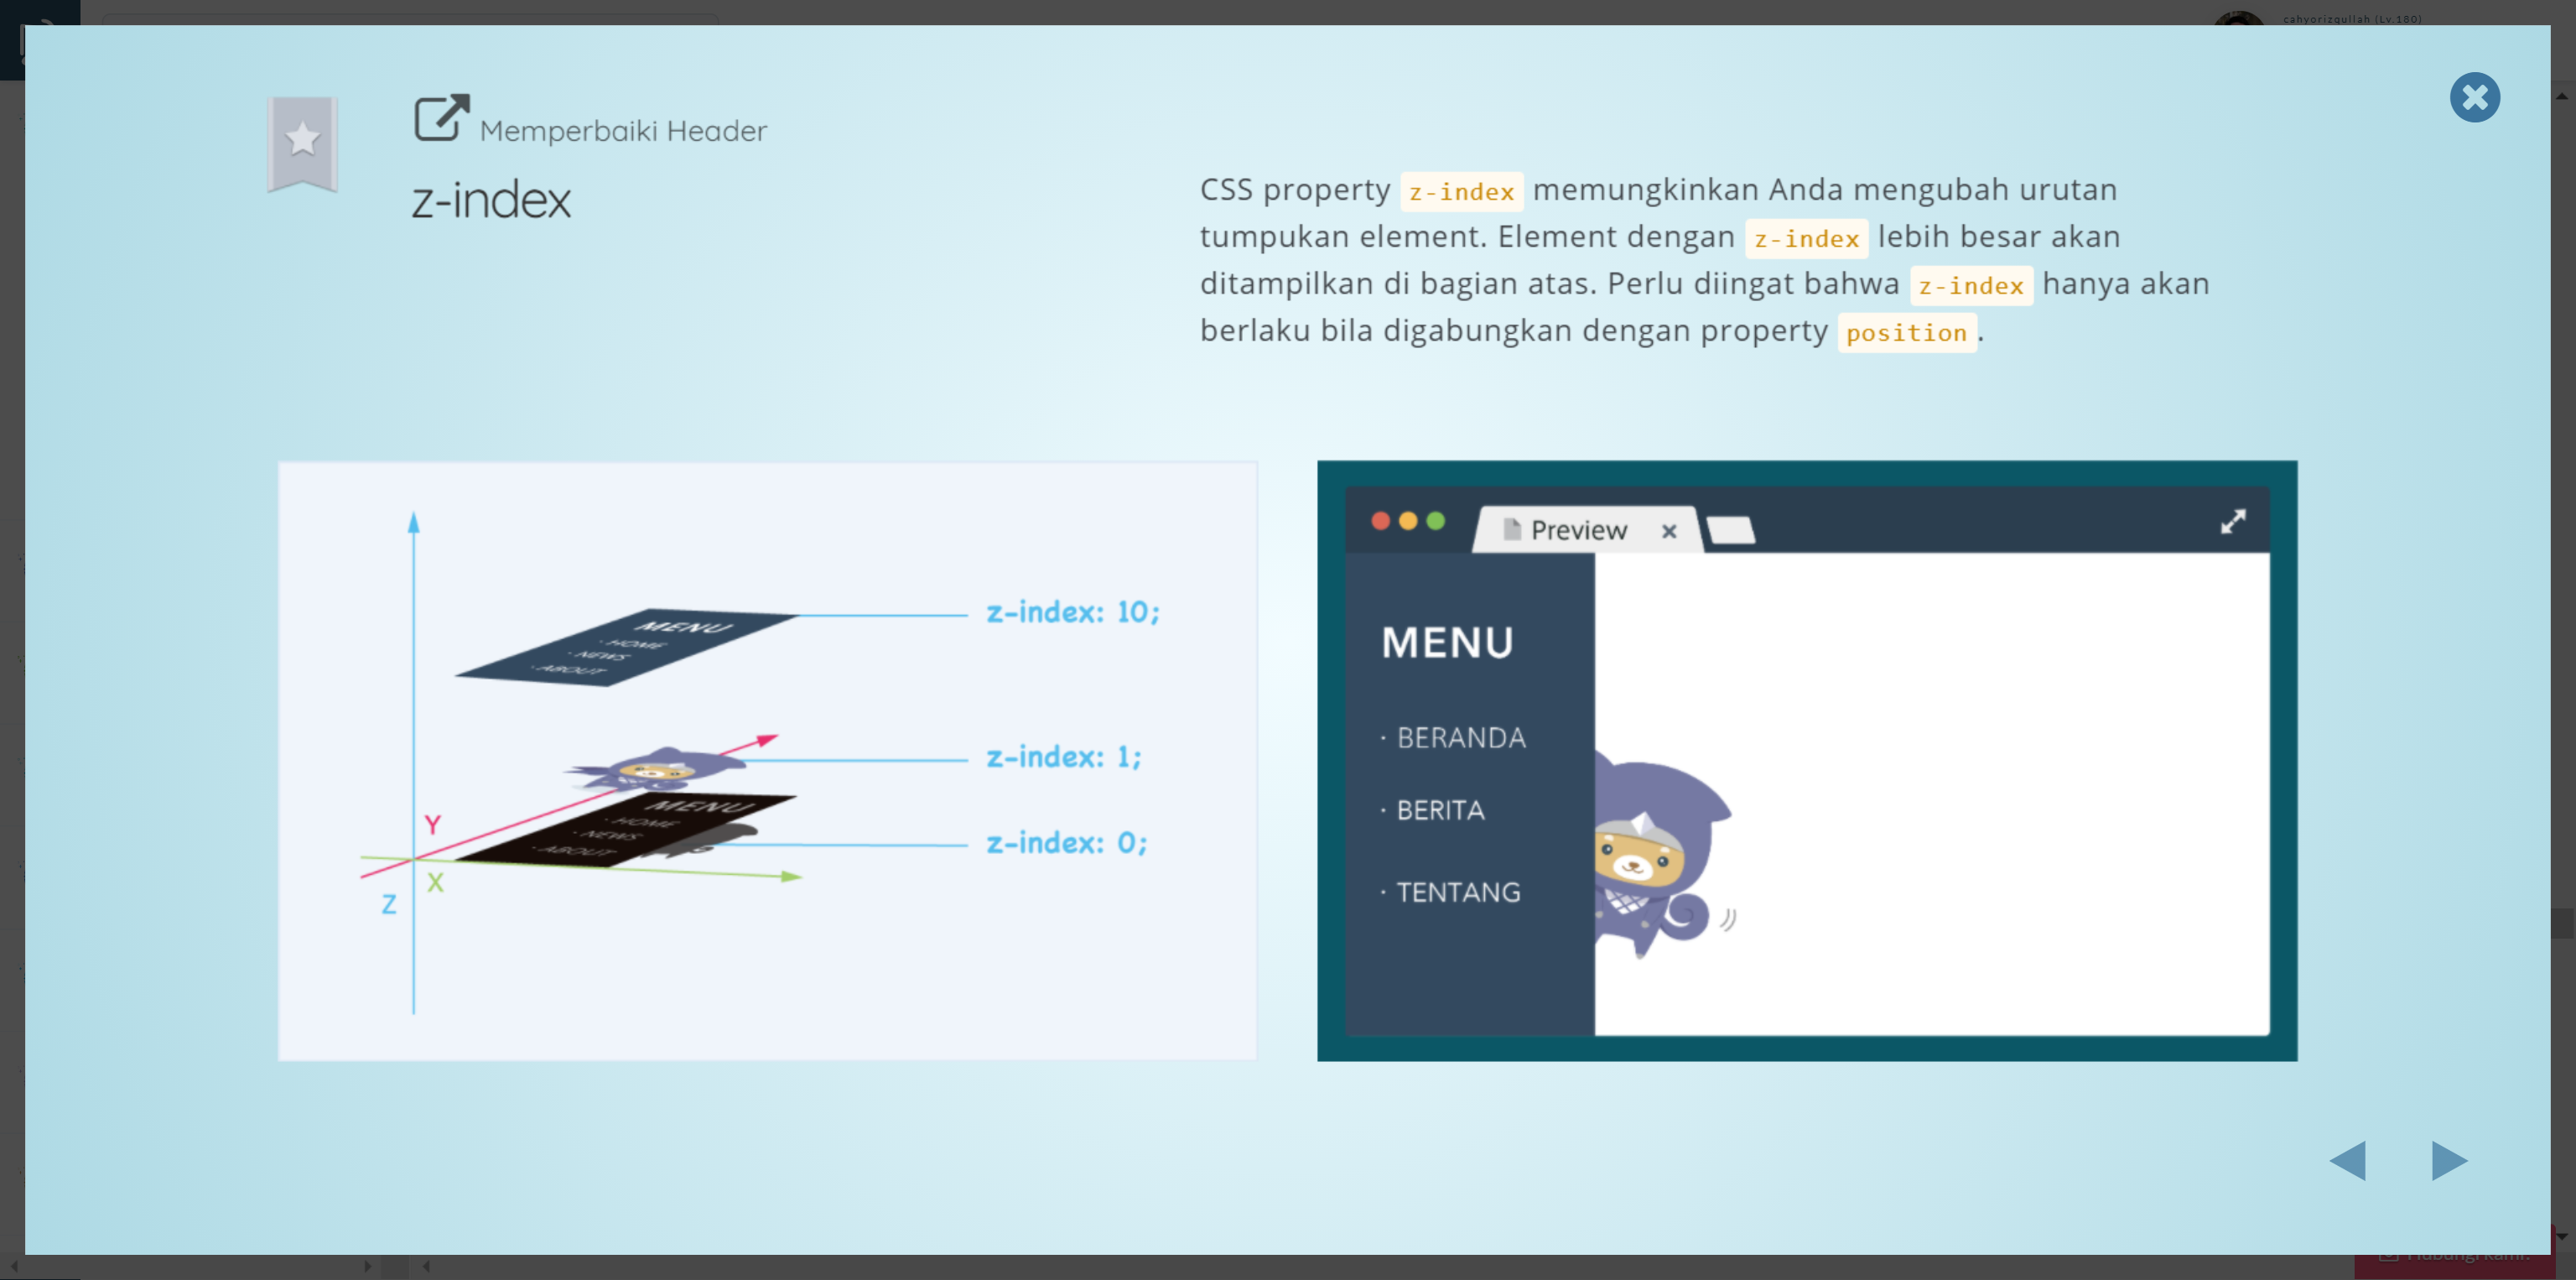 cahyorizqullah (Lv.180)
Memperbaiki Header
z-index
CSS property z-index memungkinkan Anda mengubah urutan
tumpukan element. Element dengan z-index lebih besar akan
ditampilkan di bagian atas. Perlu diingat bahwa z-index hanya akan
berlaku bila digabungkan dengan property position.
MENU
· HOME
· NEWS
· ABOUT
z-index: 10;
z-index: 1;
MENU
· HOME
· NEWS
· ABOUT
z-index: 0;
Y
X
Z
Preview
MENU
· BERANDA
· BERITA
· TENTANG
Hubungi kami.